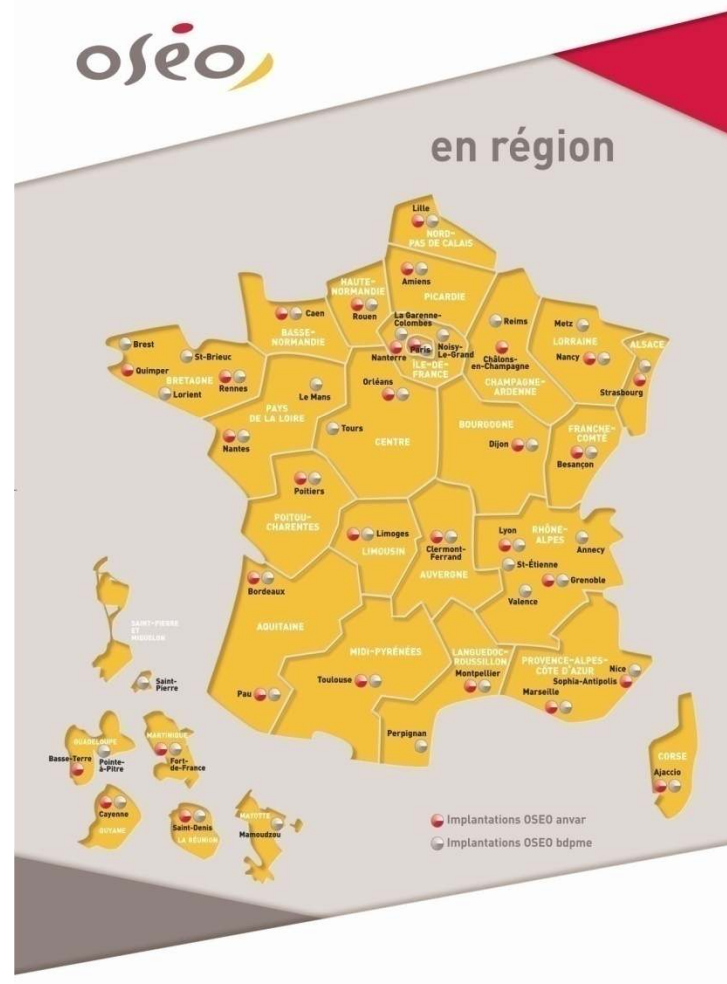 oséo
en région
Lille
NORD-
PAS DE CALAIS
Amiens
PICARDIE
HAUTE-
NORMANDIE
Rouen
Caen
BASSE-
NORMANDIE
La Garenne-
Colombes
Nanterre
Paris
Noisy-
Le-Grand
ÎLE-DE-
FRANCE
Reims
Châlons-
en-Champagne
CHAMPAGNE-
ARDENNE
Metz
LORRAINE
Nancy
ALSACE
Strasbourg
Brest
St-Brieuc
Quimper
BRETAGNE
Rennes
Lorient
Le Mans
PAYS
DE LA LOIRE
Nantes
Orléans
Tours
CENTRE
BOURGOGNE
Dijon
FRANCHE-
COMTÉ
Besançon
Poitiers
POITOU-
CHARENTES
Limoges
LIMOUSIN
Clermont-
Ferrand
AUVERGNE
Lyon
RHÔNE-
ALPES
Annecy
St-Étienne
Grenoble
Valence
Bordeaux
AQUITAINE
Pau
MIDI-PYRÉNÉES
Toulouse
LANGUEDOC-
ROUSSILLON
Montpellier
Perpignan
PROVENCE-ALPES-
CÔTE D'AZUR
Nice
Sophia-Antipolis
Marseille
CORSE
Ajaccio
SAINT-PIERRE
ET
MIQUELON
Saint-
Pierre
GUADELOUPE
Basse-Terre
Pointe-
à-Pitre
MARTINIQUE
Fort-
de-France
Cayenne
GUYANE
Saint-Denis
LA RÉUNION
MAYOTTE
Mamoudzou
Implantations OSEO anvar
Implantations OSEO bdpme